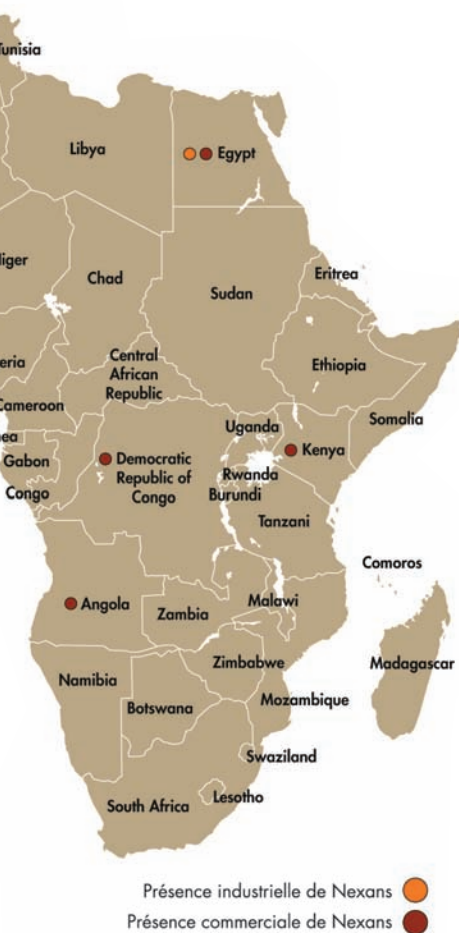 Tunisia
Libya
Egypt
Niger
Chad
Sudan
Eritrea
eria
Central
African
Republic
Ethiopia
Cameroon
Somalia
Uganda
Kenya
nea
Gabon
Democratic
Republic of
Congo
Rwanda
Congo
Burundi
Tanzani
Comoros
Angola
Zambia
Malawi
Zimbabwe
Madagascar
Namibia
Botswana
Mozambique
Swaziland
South Africa
Lesotho
Présence industrielle de Nexans
Présence commerciale de Nexans